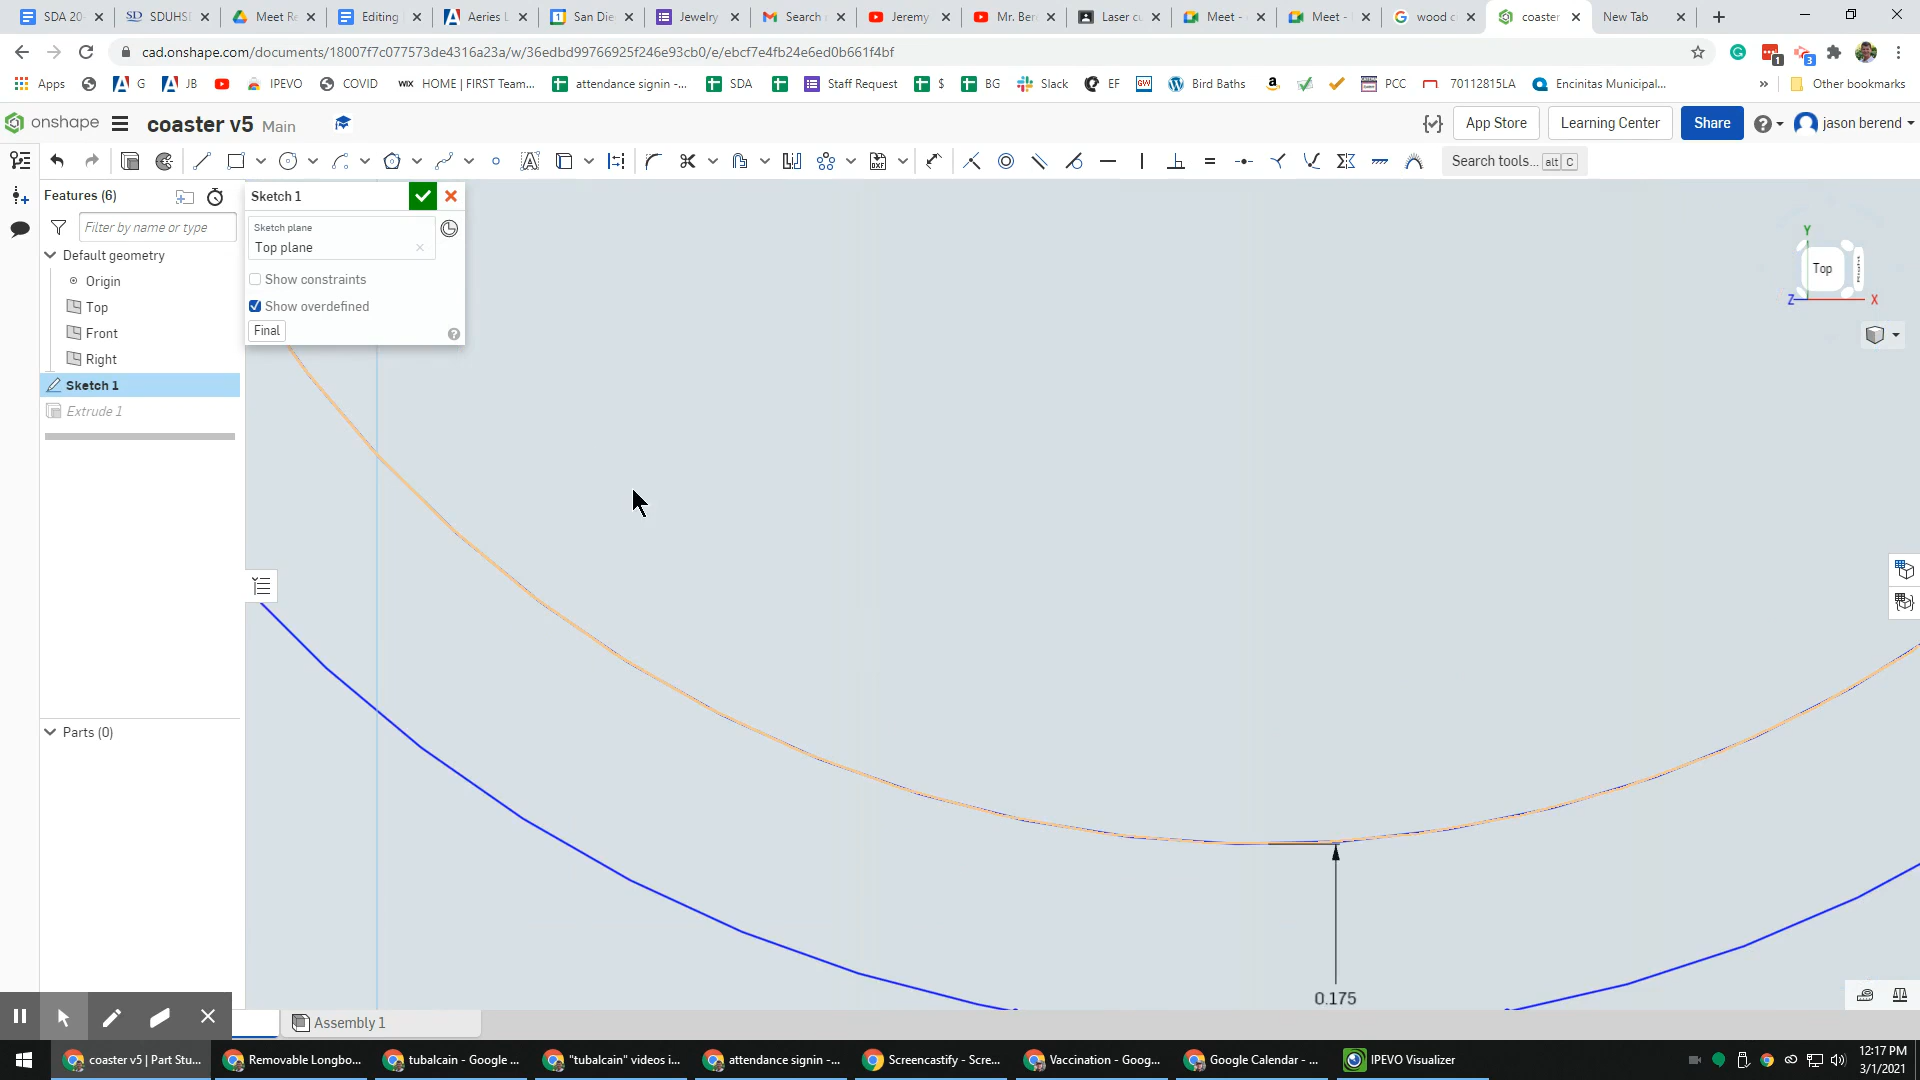 SDA 20
SDUHS
Meet Re
Editing
Aeries L
San Die
Jewelry
Search
Jeremy
Mr. Ber
Laser cu
Meet -
Meet -
wood c
coaster
New Tab
cad.onshape.com/documents/18007f7c077573de4316a23a/w/36edbd99766925f246e93cb0/e/ebcf7e4fb24e6ed0b661f4bf
1
3
Apps
G
JB
IPEVO
COVID
WIX HOME | FIRST Team...
attendance signin -...
SDA
Staff Request
$
BG
Slack
EF
GW
Bird Baths
PCC
70112815LA
Encinitas Municipal...
»
Other bookmarks
onshape
coaster v5 Main
App Store
Learning Center
Share
jason berend
Search tools... alt C
Features (6)
Filter by name or type
Default geometry
Origin
Top
Front
Right
Sketch 1
Extrude 1
Parts (0)
Sketch 1
Sketch plane
Top plane
Show constraints
Show overdefined
Final
Y
Top
Right
Z
X
0.175
Assembly 1
coaster v5 | Part Stu...
Removable Longbo...
tubalcain - Google ...
"tubalcain" videos i...
attendance signin -...
Screencastify - Scre...
Vaccination - Goog...
Google Calendar - ...
IPEVO Visualizer
12:17 PM
3/1/2021